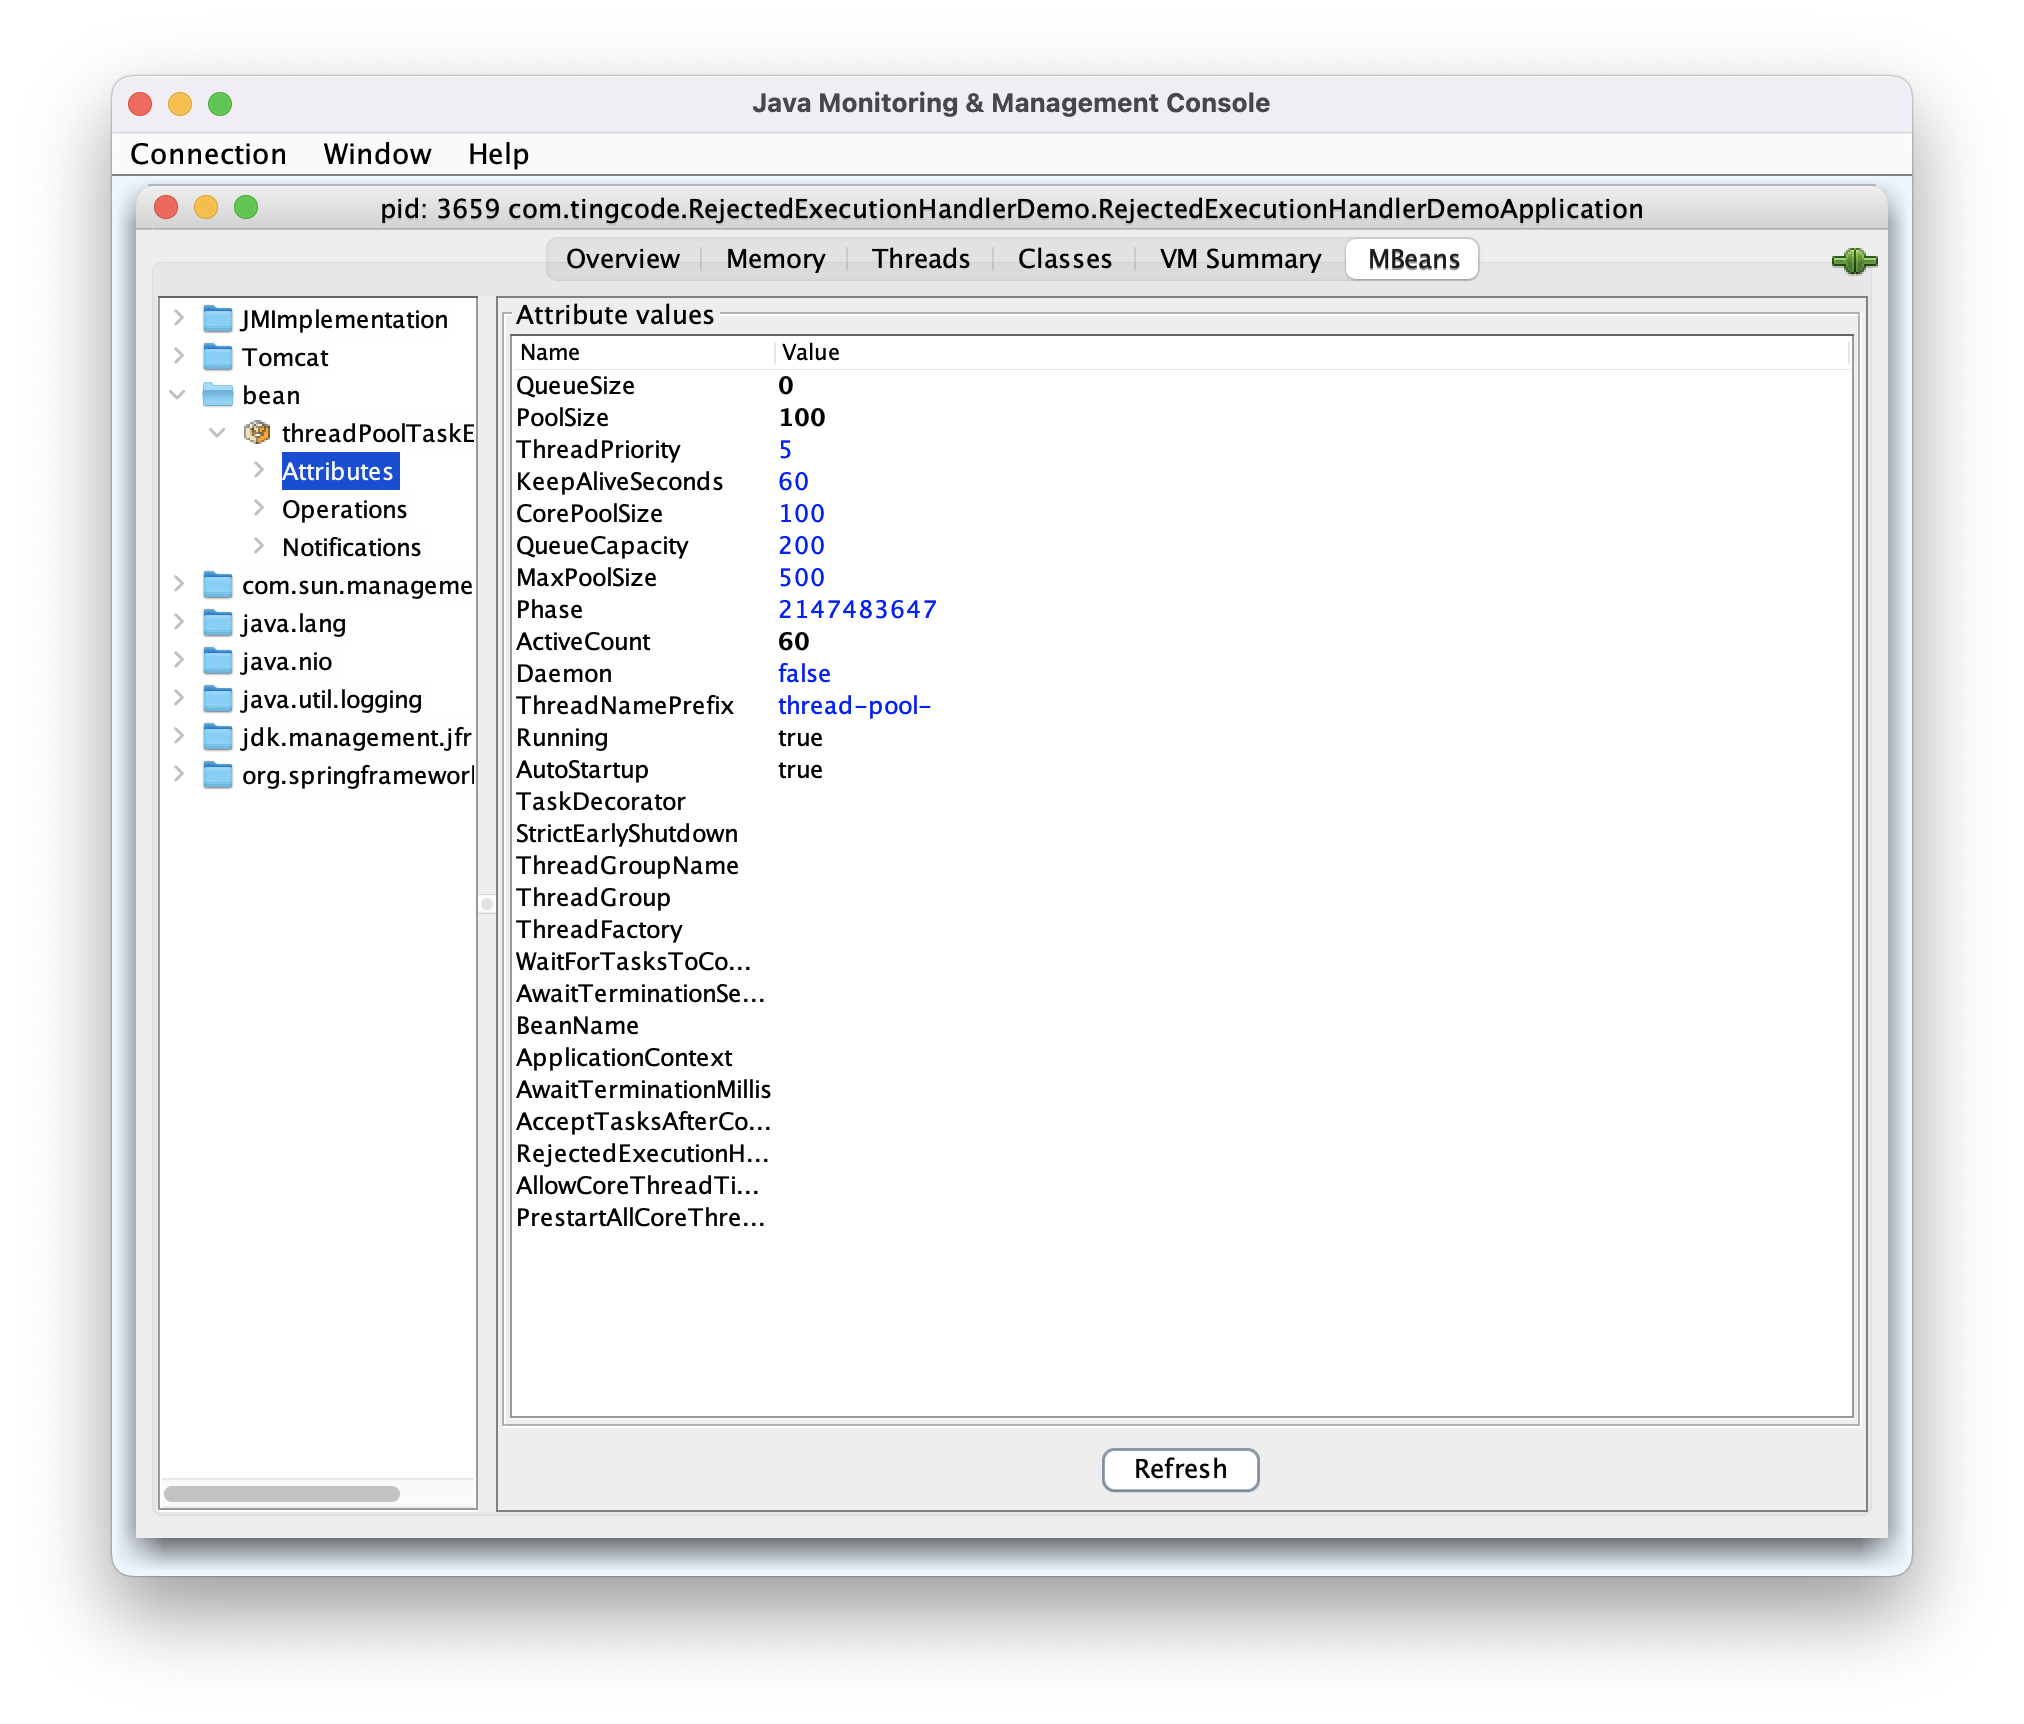 Java Monitoring & Management Console
Connection Window Help
pid: 3659 com.tingcode.RejectedExecutionHandlerDemo.RejectedExecutionHandlerDemoApplication
Overview Memory Threads Classes VM Summary MBeans
JMImplementation
Tomcat
bean
threadPoolTaskE
Attributes
Operations
Notifications
com.sun.manageme
java.lang
java.nio
java.util.logging
jdk.management.jfr
org.springframework
Attribute values
Name Value
QueueSize 0
PoolSize 100
ThreadPriority 5
KeepAliveSeconds 60
CorePoolSize 100
QueueCapacity 200
MaxPoolSize 500
Phase 2147483647
ActiveCount 60
Daemon false
ThreadNamePrefix thread-pool-
Running true
AutoStartup true
TaskDecorator
StrictEarlyShutdown
ThreadGroupName
ThreadGroup
ThreadFactory
WaitForTasksToCo...
AwaitTerminationSe...
BeanName
ApplicationContext
AwaitTerminationMillis
AcceptTasksAfterCo...
RejectedExecutionH...
AllowCoreThreadTi...
PrestartAllCoreThre...
Refresh